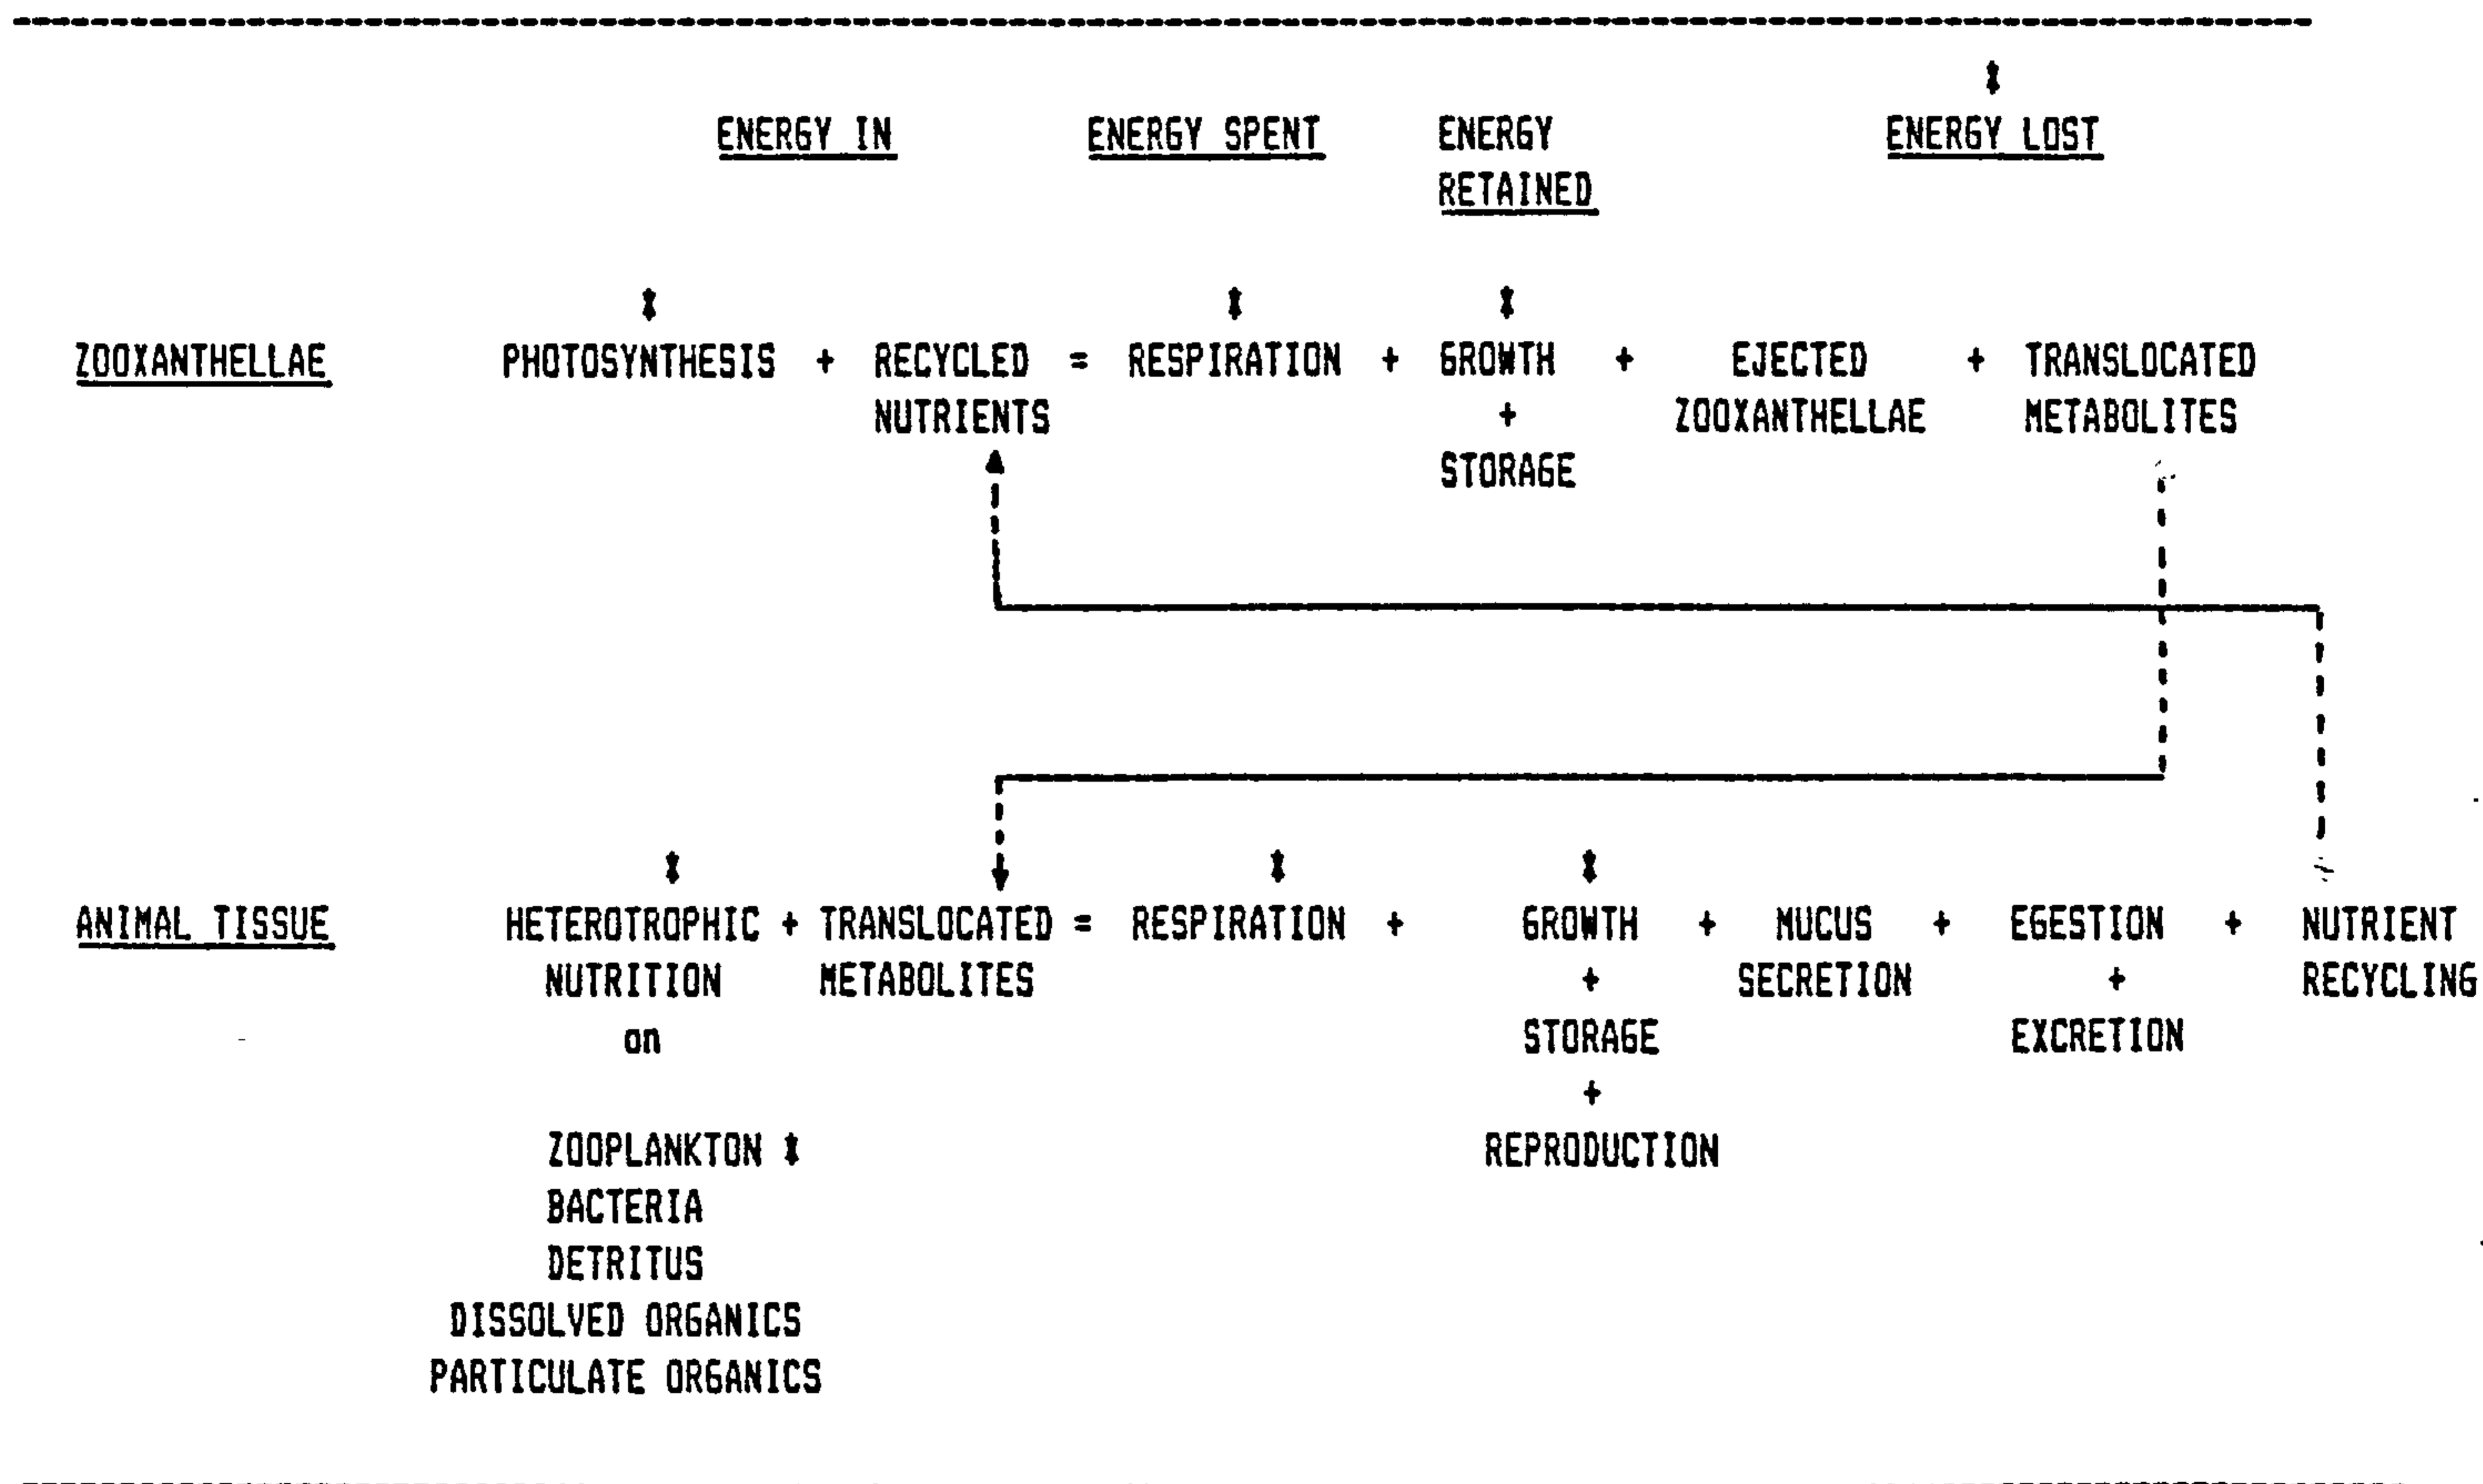 *
ENERGY IN ENERGY SPENT ENERGY ENERGY LOST
RETAINED
* * *
ZOOXANTHELLAE PHOTOSYNTHESIS + RECYCLED = RESPIRATION + GROWTH + EJECTED + TRANSLOCATED
NUTRIENTS + ZOOXANTHELLAE METABOLITES
STORAGE
* * *
ANIMAL TISSUE HETEROTROPHIC + TRANSLOCATED = RESPIRATION + GROWTH + MUCUS + EGESTION + NUTRIENT
NUTRITION METABOLITES + SECRETION + RECYCLING
on STORAGE EXCRETION
+
ZOOPLANKTON * REPRODUCTION
BACTERIA
DETRITUS
DISSOLVED ORGANICS
PARTICULATE ORGANICS